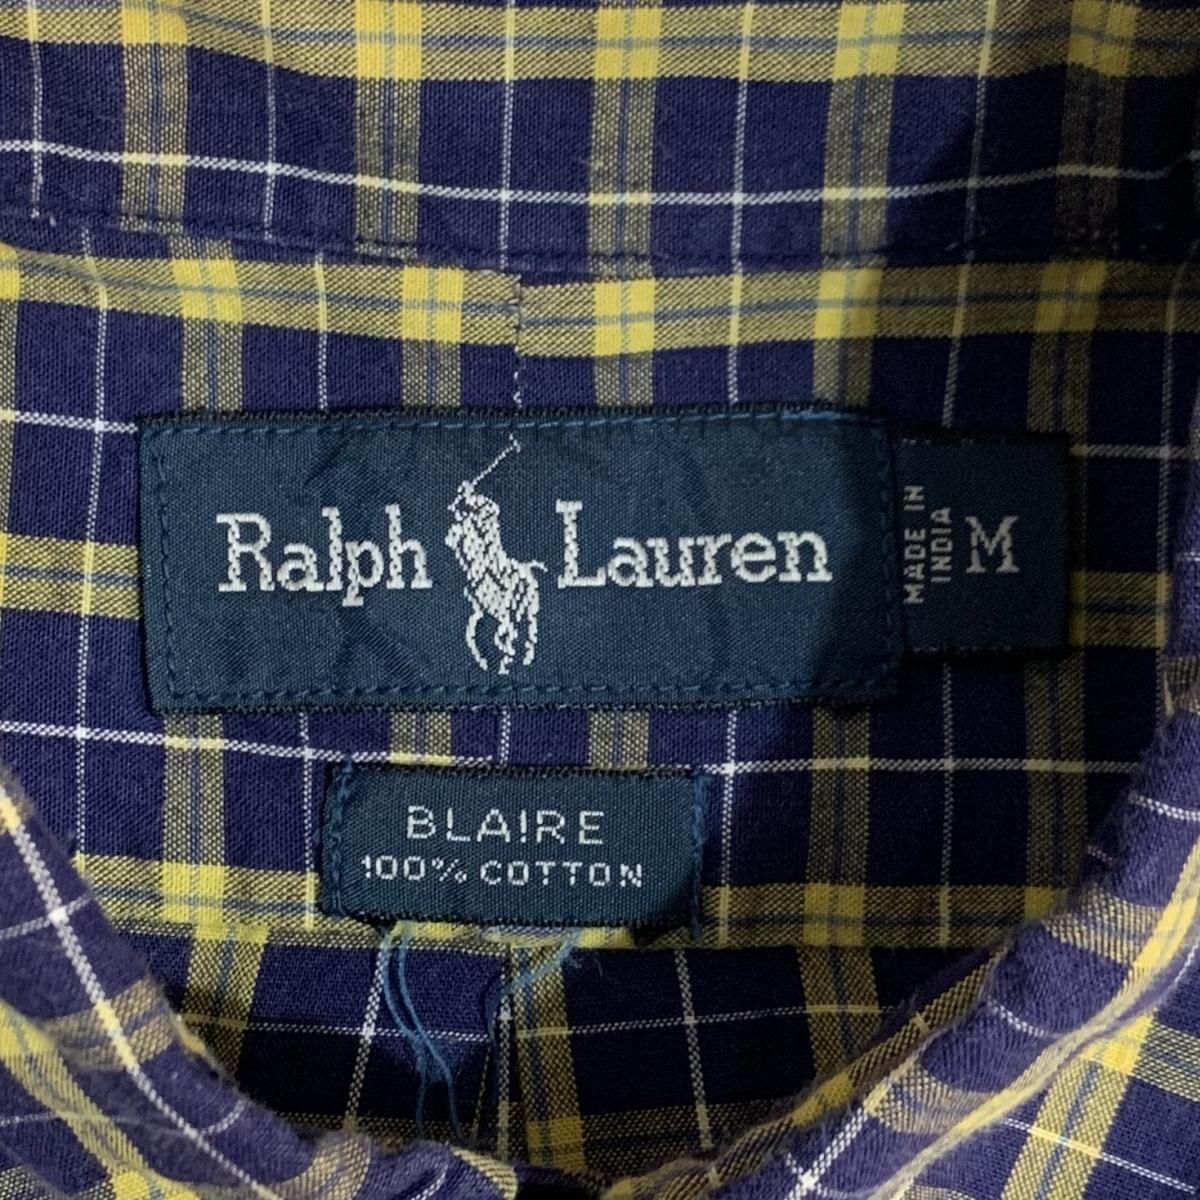 Ralph Lauren
MADE IN
INDIA
M
BLAIRE
100% COTTON